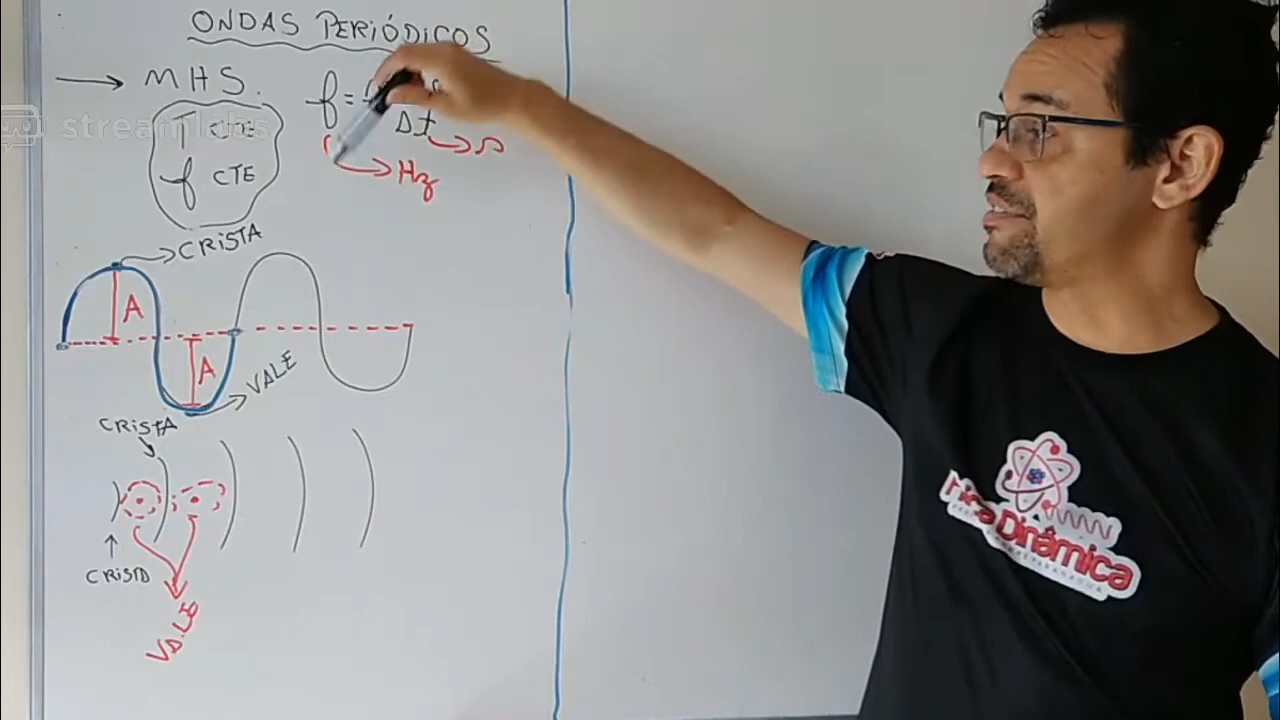 ONDAS PERIÓDICOS
→ MHS.
f =
Δt → s
→ Hz
T CTE
f CTE
streamlabs
→ CRISTA
A
A
→ VALE
CRISTA
CRISTA
VALE
Dinâmica